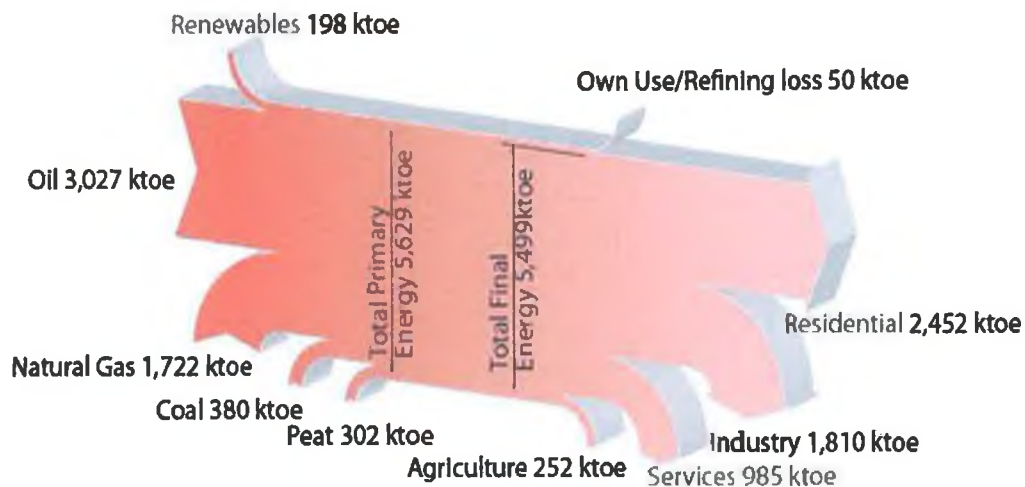 Renewables 198 ktoe
Own Use/Refining loss 50 ktoe
Oil 3,027 ktoe
Total Primary
Energy 5,629 ktoe
Total Final
Energy 5,499ktoe
Residential 2,452 ktoe
Natural Gas 1,722 ktoe
Coal 380 ktoe
Peat 302 ktoe
Industry 1,810 ktoe
Agriculture 252 ktoe
Services 985 ktoe